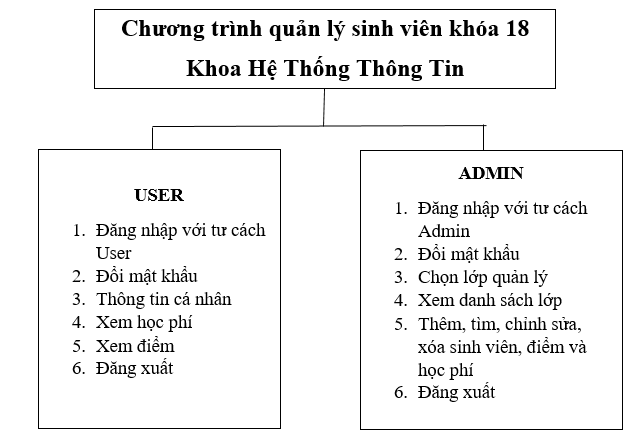 Chương trình quản lý sinh viên khóa 18
Khoa Hệ Thống Thông Tin
USER
1. Đăng nhập với tư cách
User
2. Đổi mật khẩu
3. Thông tin cá nhân
4. Xem học phí
5. Xem điểm
6. Đăng xuất
ADMIN
1. Đăng nhập với tư cách
Admin
2. Đổi mật khẩu
3. Chọn lớp quản lý
4. Xem danh sách lớp
5. Thêm, tìm, chỉnh sửa,
xóa sinh viên, điểm và
học phí
6. Đăng xuất